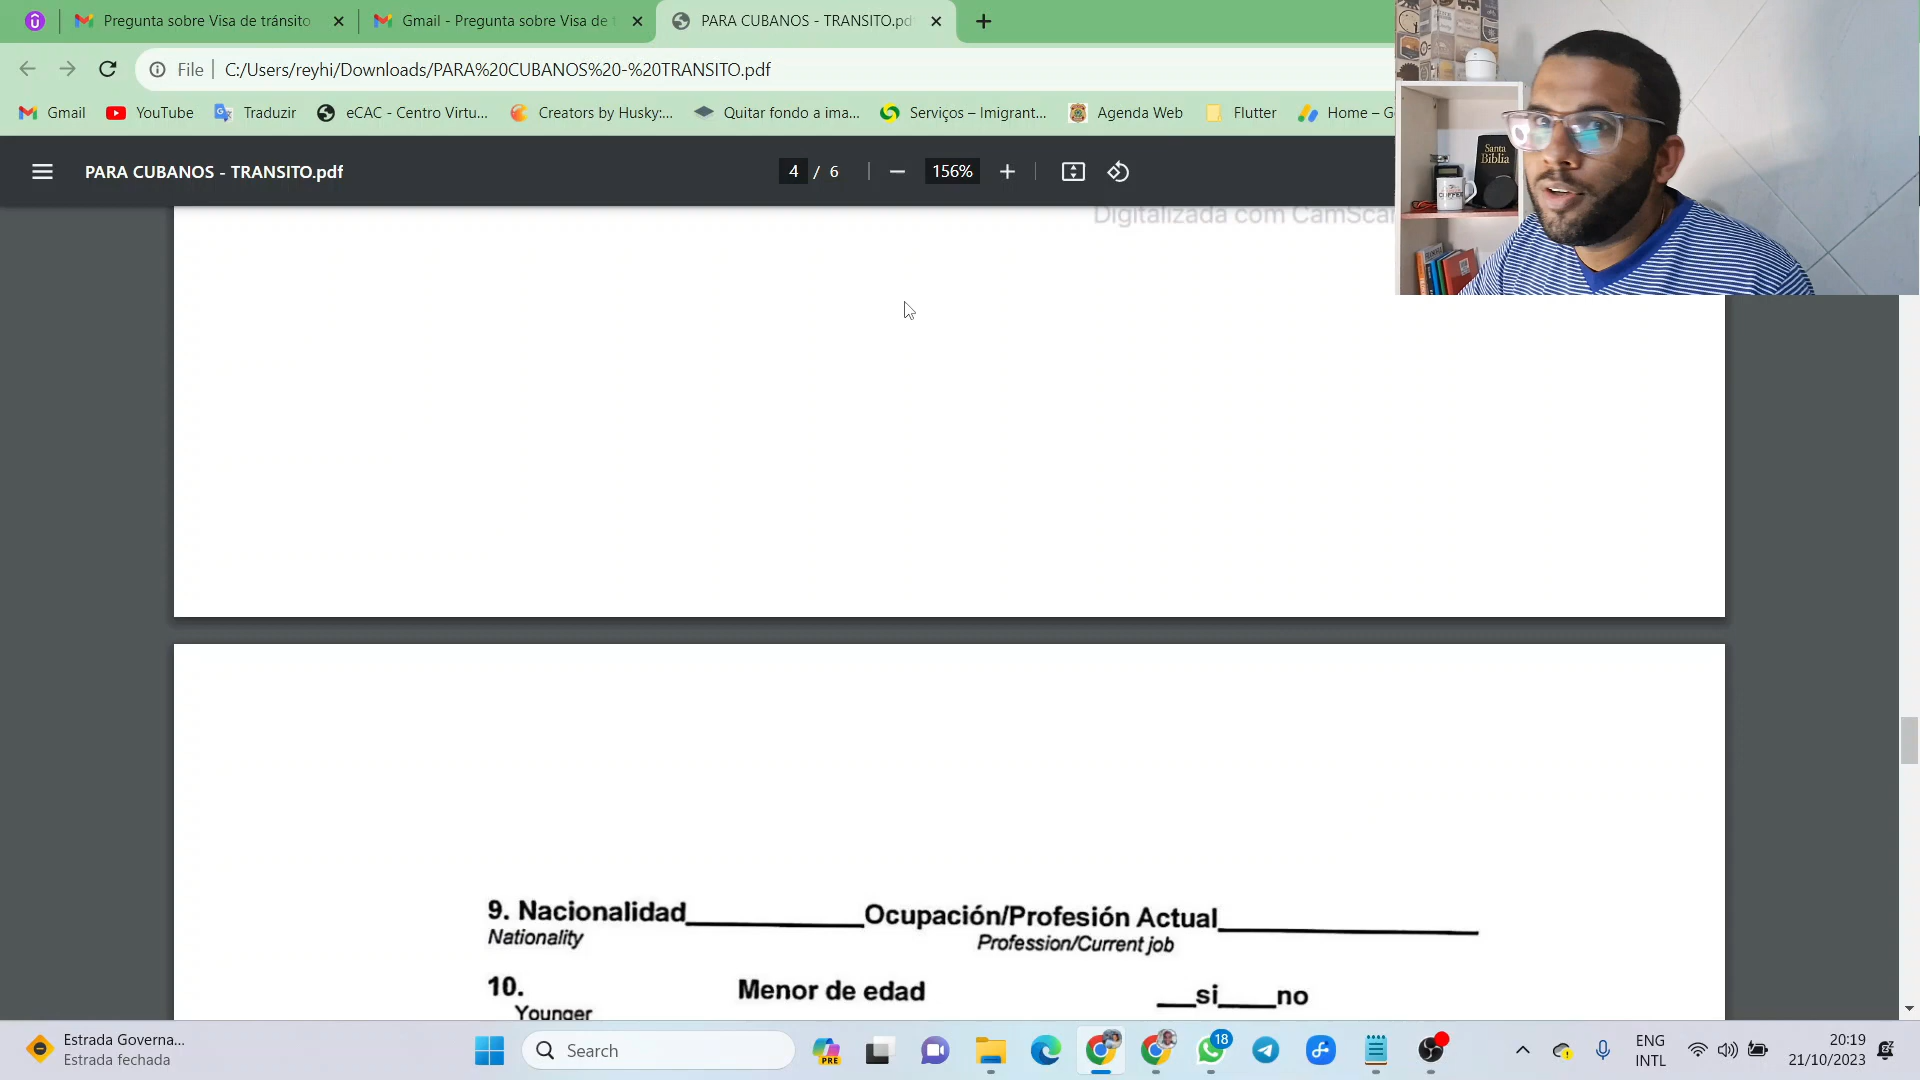 Pregunta sobre Visa de tránsito
Gmail - Pregunta sobre Visa de t
PARA CUBANOS - TRANSITO.pd
File
C:/Users/reyhi/Downloads/PARA%20CUBANOS%20-%20TRANSITO.pdf
Gmail
YouTube
Traduzir
eCAC - Centro Virtu...
Creators by Husky:...
Quitar fondo a ima...
Serviços – Imigrant...
Agenda Web
Flutter
Home – G
Santa
Biblia
COFFEE
PARA CUBANOS - TRANSITO.pdf
4 / 6
156%
Digitalizada com CamScan
9. Nacionalidad__________Ocupación/Profesión Actual______________
Nationality
Profession/Current job
10.
Menor de edad
__si___no
Younger
Estrada Governa...
Estrada fechada
Search
PRE
18
ENG
INTL
20:19
21/10/2023